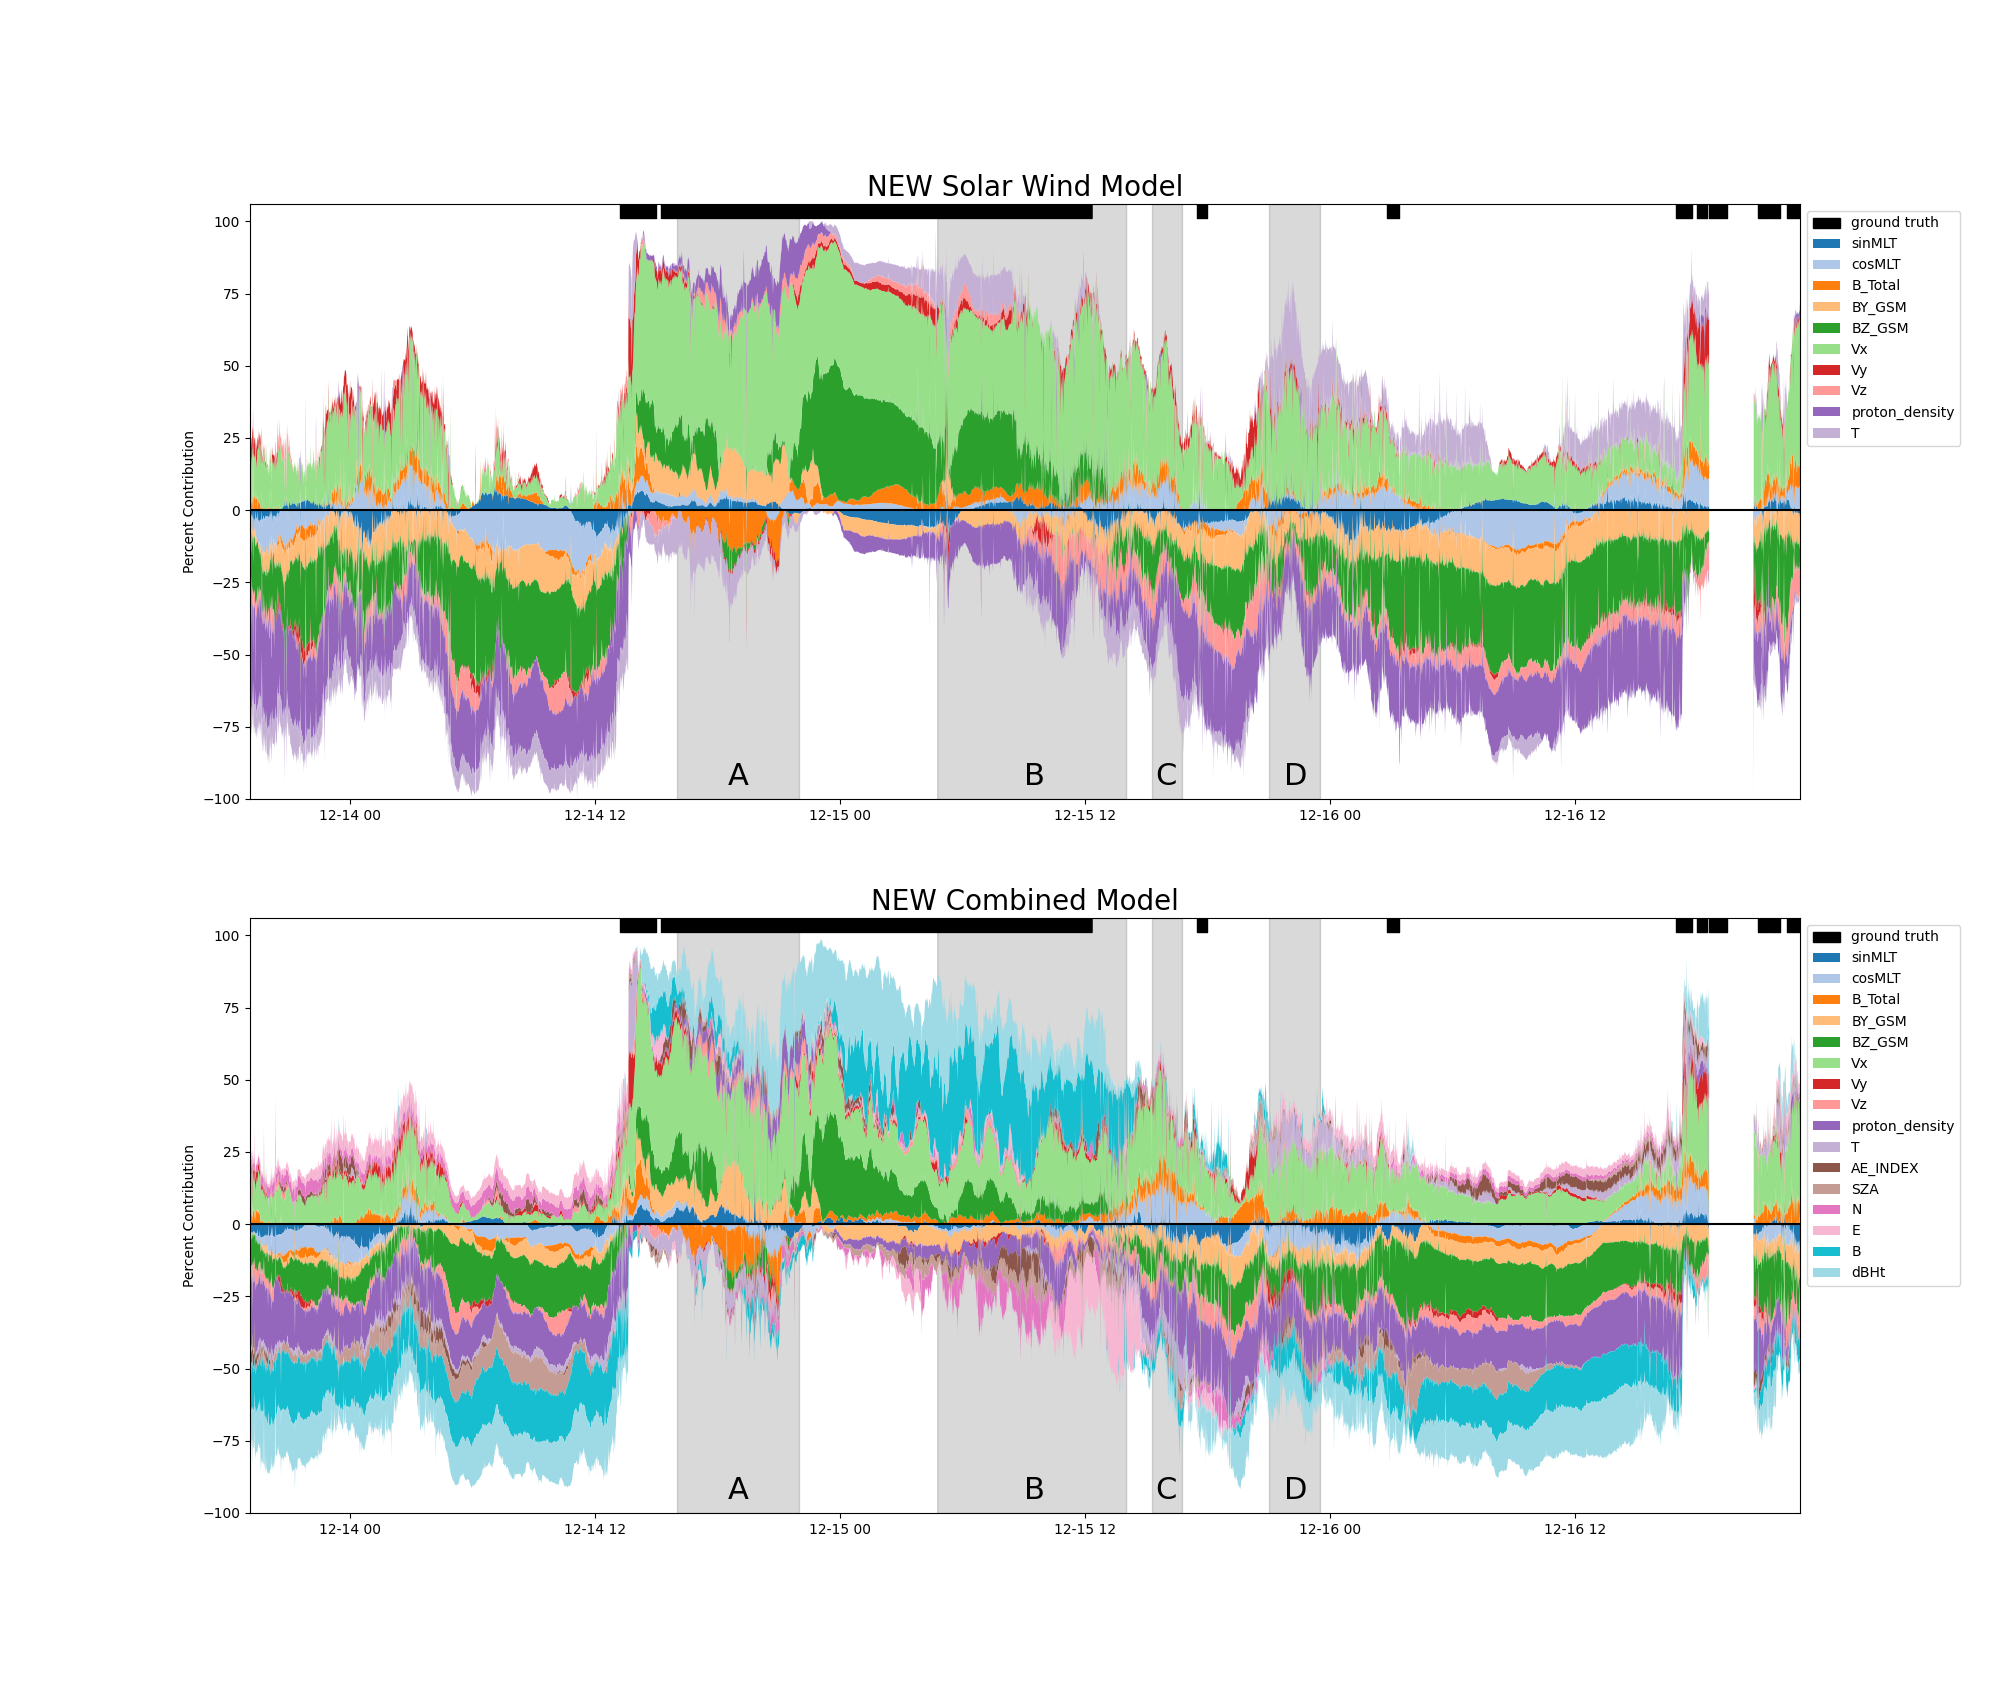 NEW Solar Wind Model
100
75
50
25
0
−25
−50
−75
−100
Percent Contribution
A
B
C
D
12-14 00
12-14 12
12-15 00
12-15 12
12-16 00
12-16 12
ground truth
sinMLT
cosMLT
B_Total
BY_GSM
BZ_GSM
Vx
Vy
Vz
proton_density
T
NEW Combined Model
100
75
50
25
0
−25
−50
−75
−100
Percent Contribution
A
B
C
D
12-14 00
12-14 12
12-15 00
12-15 12
12-16 00
12-16 12
ground truth
sinMLT
cosMLT
B_Total
BY_GSM
BZ_GSM
Vx
Vy
Vz
proton_density
T
AE_INDEX
SZA
N
E
B
dBHt